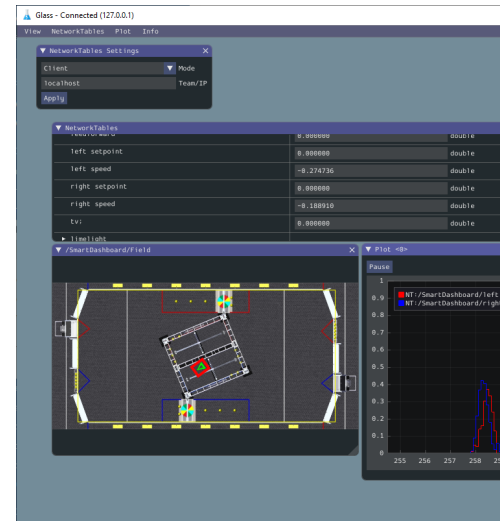 Glass - Connected (127.0.0.1)
View NetworkTables Plot Info
▼ NetworkTables Settings X
Client ▼ Mode
localhost Team/IP
Apply
▼ NetworkTables
feedforward 0.000000 double
left setpoint 0.000000 double
left speed -0.274736 double
right setpoint 0.000000 double
right speed -0.188910 double
tv: 0.000000 double
► limelight
▼ /SmartDashboard/Field X
▼ Plot <0>
Pause
1
NT:/SmartDashboard/left
0.9
NT:/SmartDashboard/righ
0.8
0.7
0.6
0.5
0.4
0.3
0.2
0.1
0
255 256 257 258 25